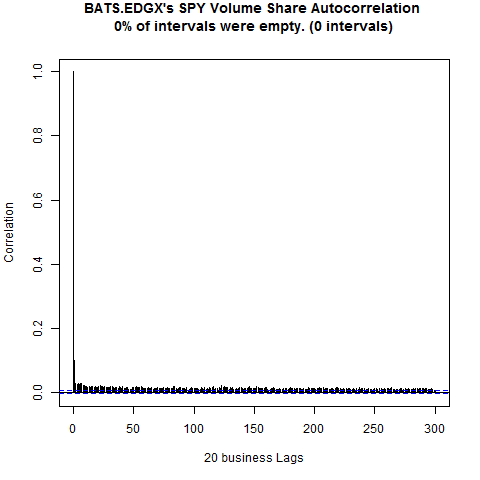 BATS.EDGX's SPY Volume Share Autocorrelation
0% of intervals were empty. (0 intervals)
Correlation
1.0
0.8
0.6
0.4
0.2
0.0
0 50 100 150 200 250 300
20 business Lags